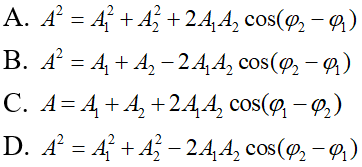 A. A² = A₁² + A₂² + 2A₁A₂ cos(φ₂ − φ₁)
B. A² = A₁ + A₂ − 2A₁A₂ cos(φ₂ − φ₁)
C. A = A₁ + A₂ + 2A₁A₂ cos(φ₁ − φ₂)
D. A² = A₁² + A₂² − 2A₁A₂ cos(φ₂ − φ₁)